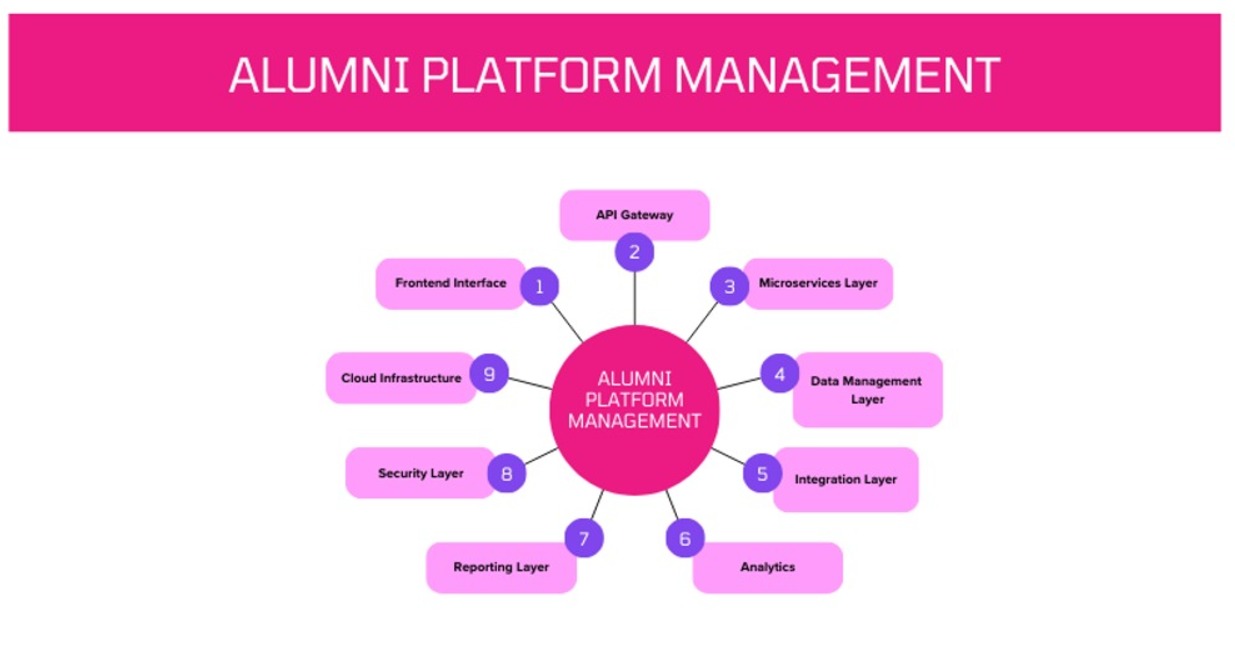 ALUMNI PLATFORM MANAGEMENT
API Gateway
2
Frontend Interface
1
3
Microservices Layer
Cloud Infrastructure
9
ALUMNI
PLATFORM
MANAGEMENT
4
Data Management
Layer
Security Layer
8
5
Integration Layer
7
Reporting Layer
6
Analytics